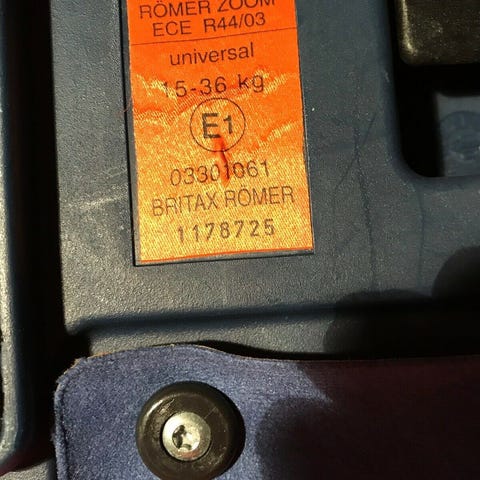 RÖMER ZOOM
ECE R44/03
universal
15-36 kg
E1
03301061
BRITAX RÖMER
1178725